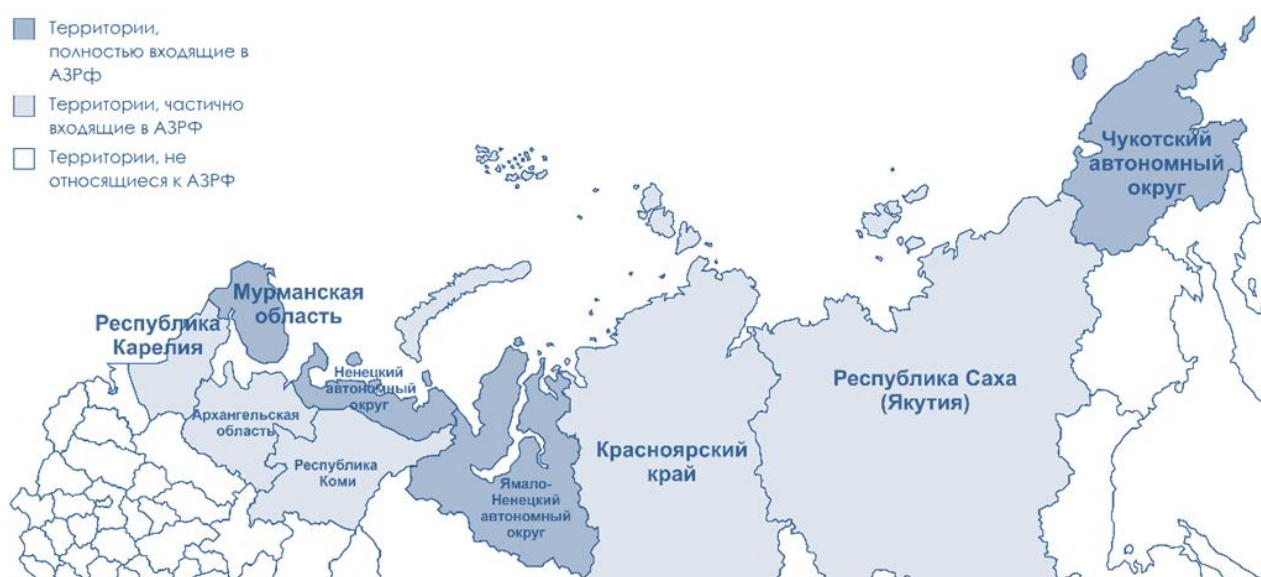 Территории,
полностью входящие в
АЗРф
Территории, частично
входящие в АЗРФ
Территории, не
относящиеся к АЗРФ
Чукотский
автономный
округ
Мурманская
область
Республика
Карелия
Ненецкий
автономный
округ
Архангельская
область
Республика
Коми
Ямало-
Ненецкий
автономный
округ
Красноярский
край
Республика Саха
(Якутия)